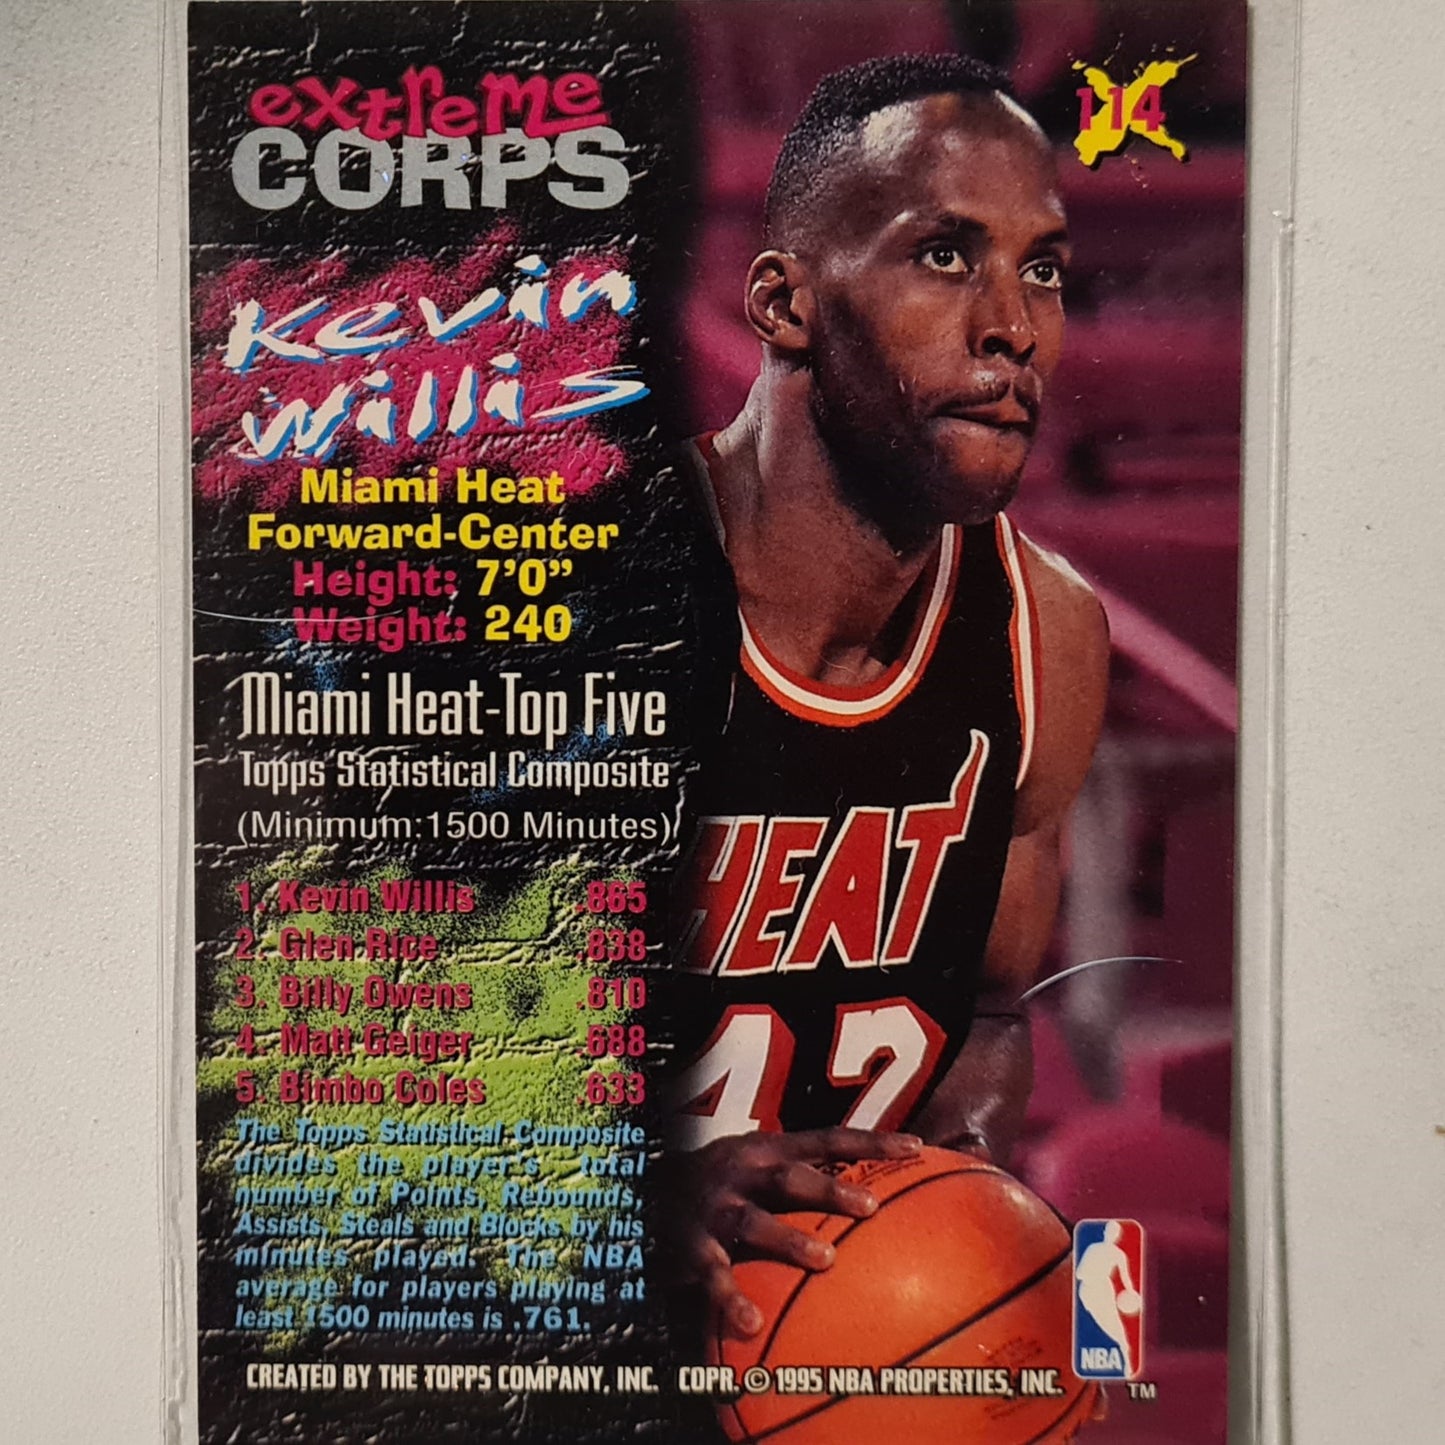 extreme
CORPS
114
Kevin
Willis
Miami Heat
Forward-Center
Height: 7'0"
Weight: 240
Miami Heat-Top Five
Topps Statistical Composite
(Minimum:1500 Minutes)
1. Kevin Willis .865
2. Glen Rice .838
3. Billy Owens .810
4. Matt Geiger .688
5. Bimbo Coles .633
The Topps Statistical Composite
divides the player's total
number of Points, Rebounds,
Assists, Steals and Blocks by his
minutes played. The NBA
average for players playing at
least 1500 minutes is .761.
HEAT
42
NBA
TM
CREATED BY THE TOPPS COMPANY, INC. COPR. © 1995 NBA PROPERTIES, INC.